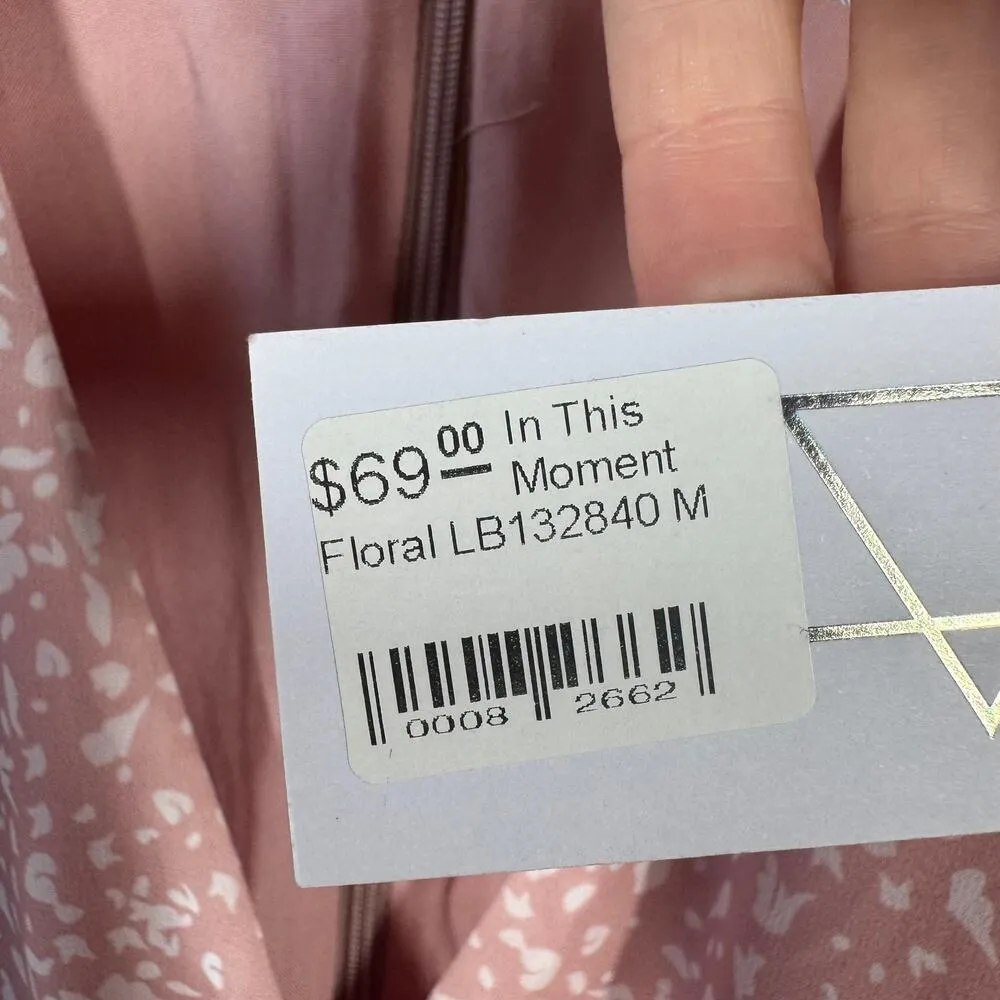 $69.00 In This
Moment
Floral LB132840 M
0008 2662